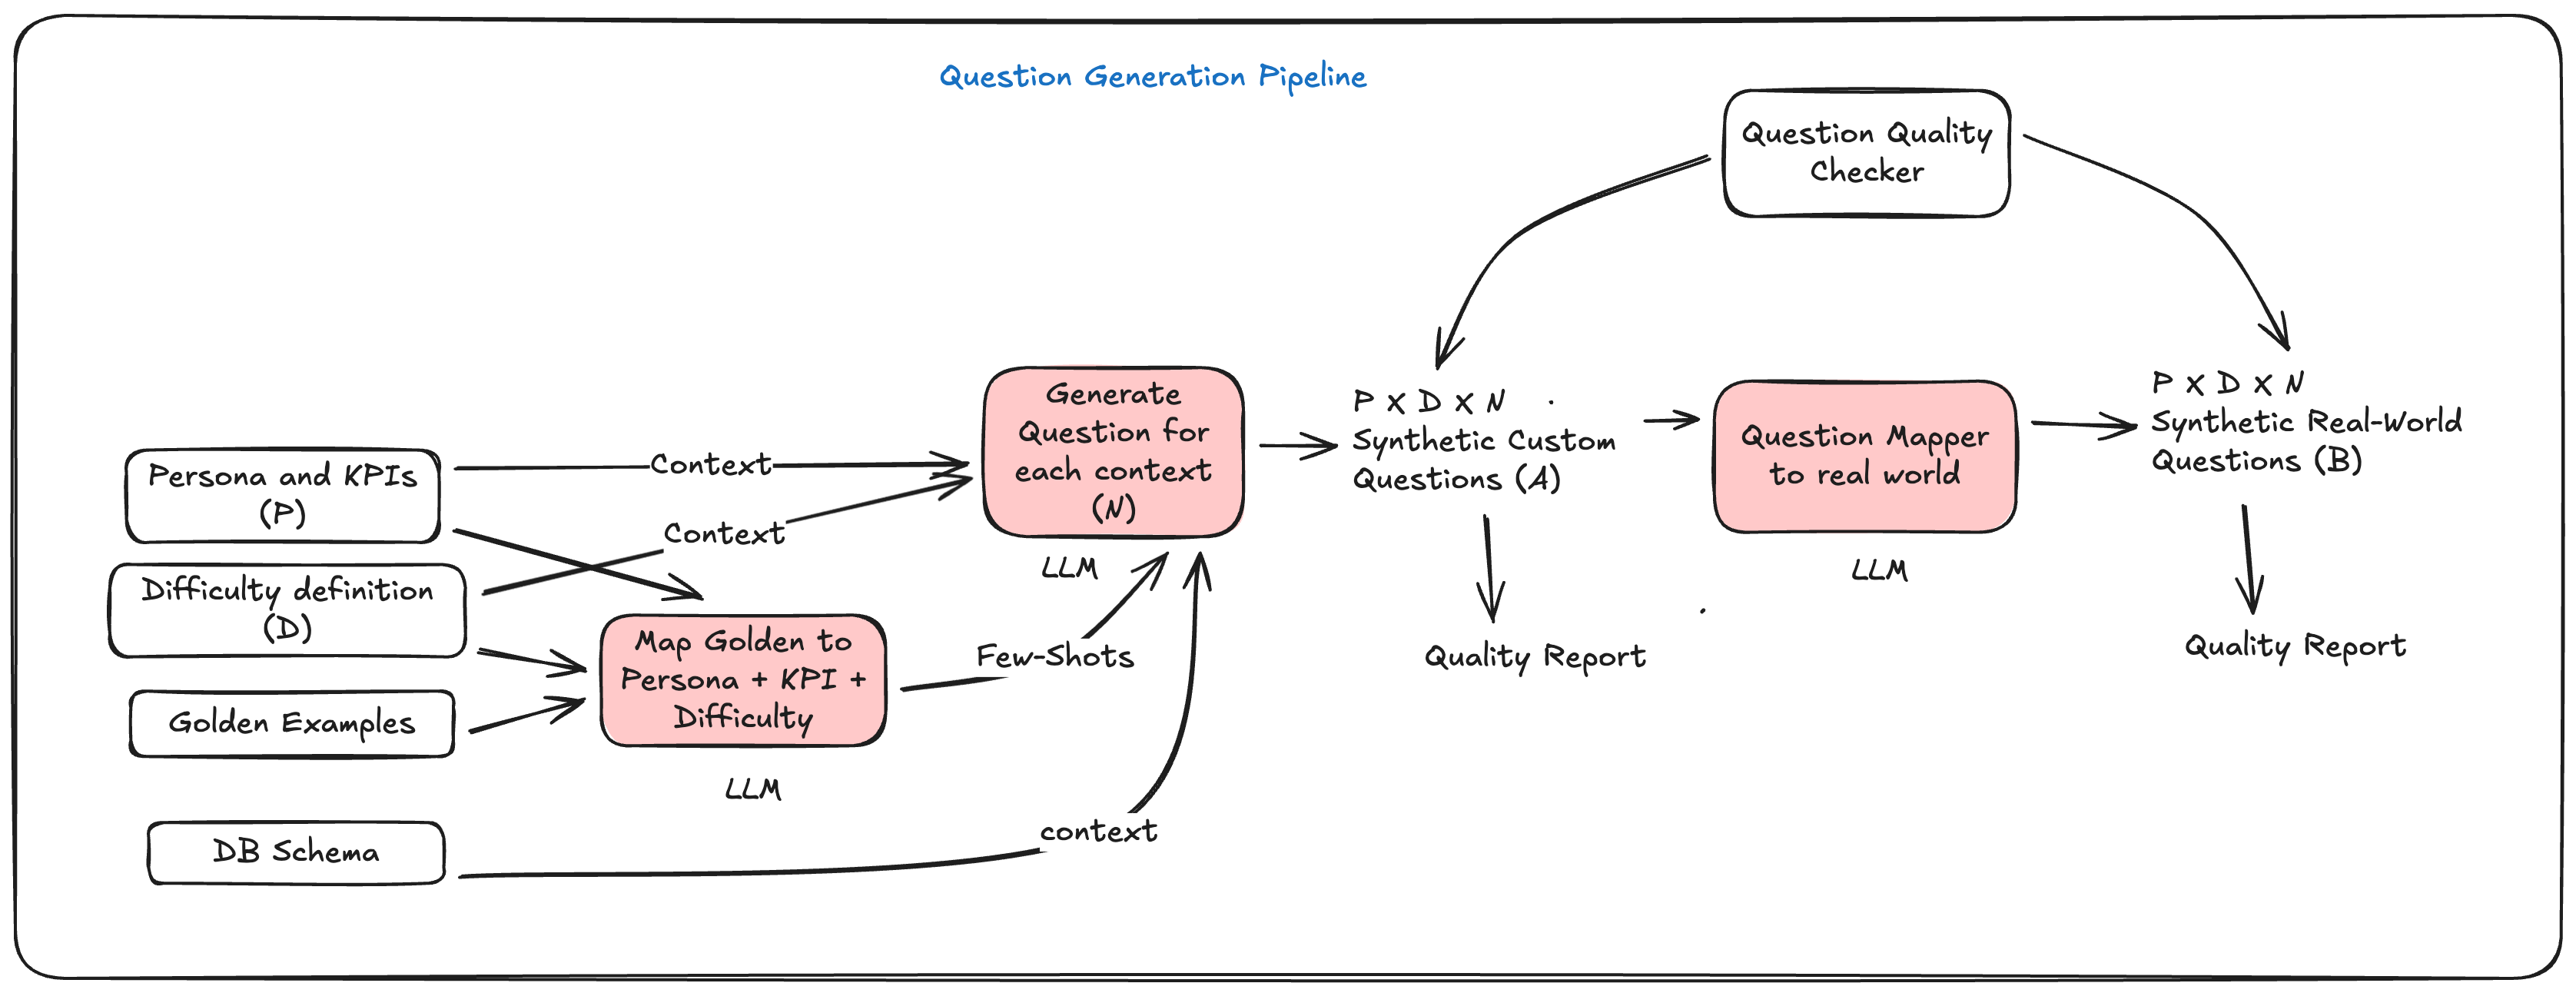 Question Generation Pipeline
Question Quality
Checker
Persona and KPIs
(P)
Difficulty definition
(D)
Golden Examples
DB Schema
Context
Context
Map Golden to
Persona + KPI +
Difficulty
LLM
Few-Shots
context
Generate
Question for
each context
(N)
LLM
P X D X N
Synthetic Custom
Questions (A)
Quality Report
Question Mapper
to real world
LLM
P X D X N
Synthetic Real-World
Questions (B)
Quality Report